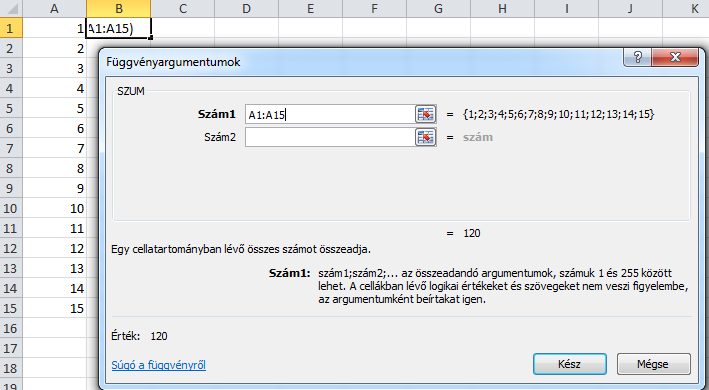 A B C D E F G H I J K
1 1 A1:A15)
2 2
3 3
4 4
5 5
6 6
7 7
8 8
9 9
10 10
11 11
12 12
13 13
14 14
15 15
16
17
18
19
Függvényargumentumok
SZUM
Szám1 A1:A15 = {1;2;3;4;5;6;7;8;9;10;11;12;13;14;15}
Szám2 = szám
= 120
Egy cellatartományban lévő összes számot összeadja.
Szám1: szám1;szám2;... az összeadandó argumentumok, számuk 1 és 255 között
lehet. A cellákban lévő logikai értékeket és szövegeket nem veszi figyelembe,
az argumentumként beírtakat igen.
Érték: 120
Súgó a függvényről Kész Mégse